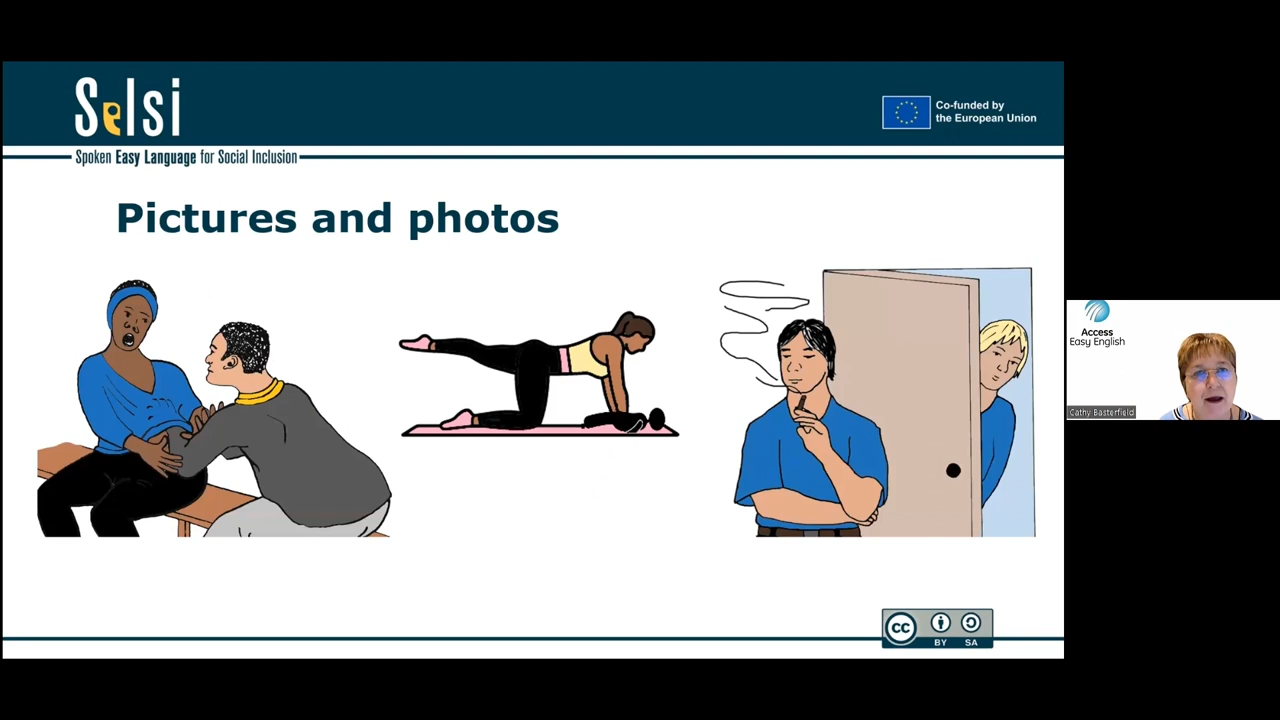 Selsi
Spoken Easy Language for Social Inclusion
Co-funded by
the European Union
Pictures and photos
Access
Easy English
Cathy Basterfield
CC
BY SA